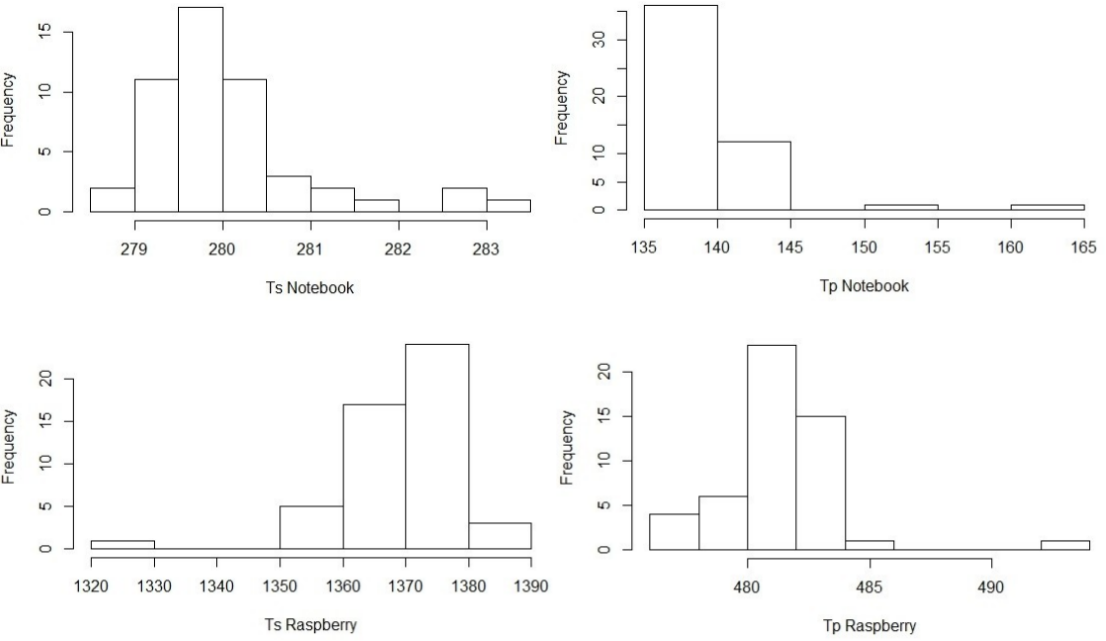 Frequency
15
10
5
0
279 280 281 282 283
Ts Notebook
Frequency
30
20
10
5
0
135 140 145 150 155 160 165
Tp Notebook
Frequency
20
15
10
5
0
1320 1330 1340 1350 1360 1370 1380 1390
Ts Raspberry
Frequency
20
15
10
5
0
480 485 490
Tp Raspberry